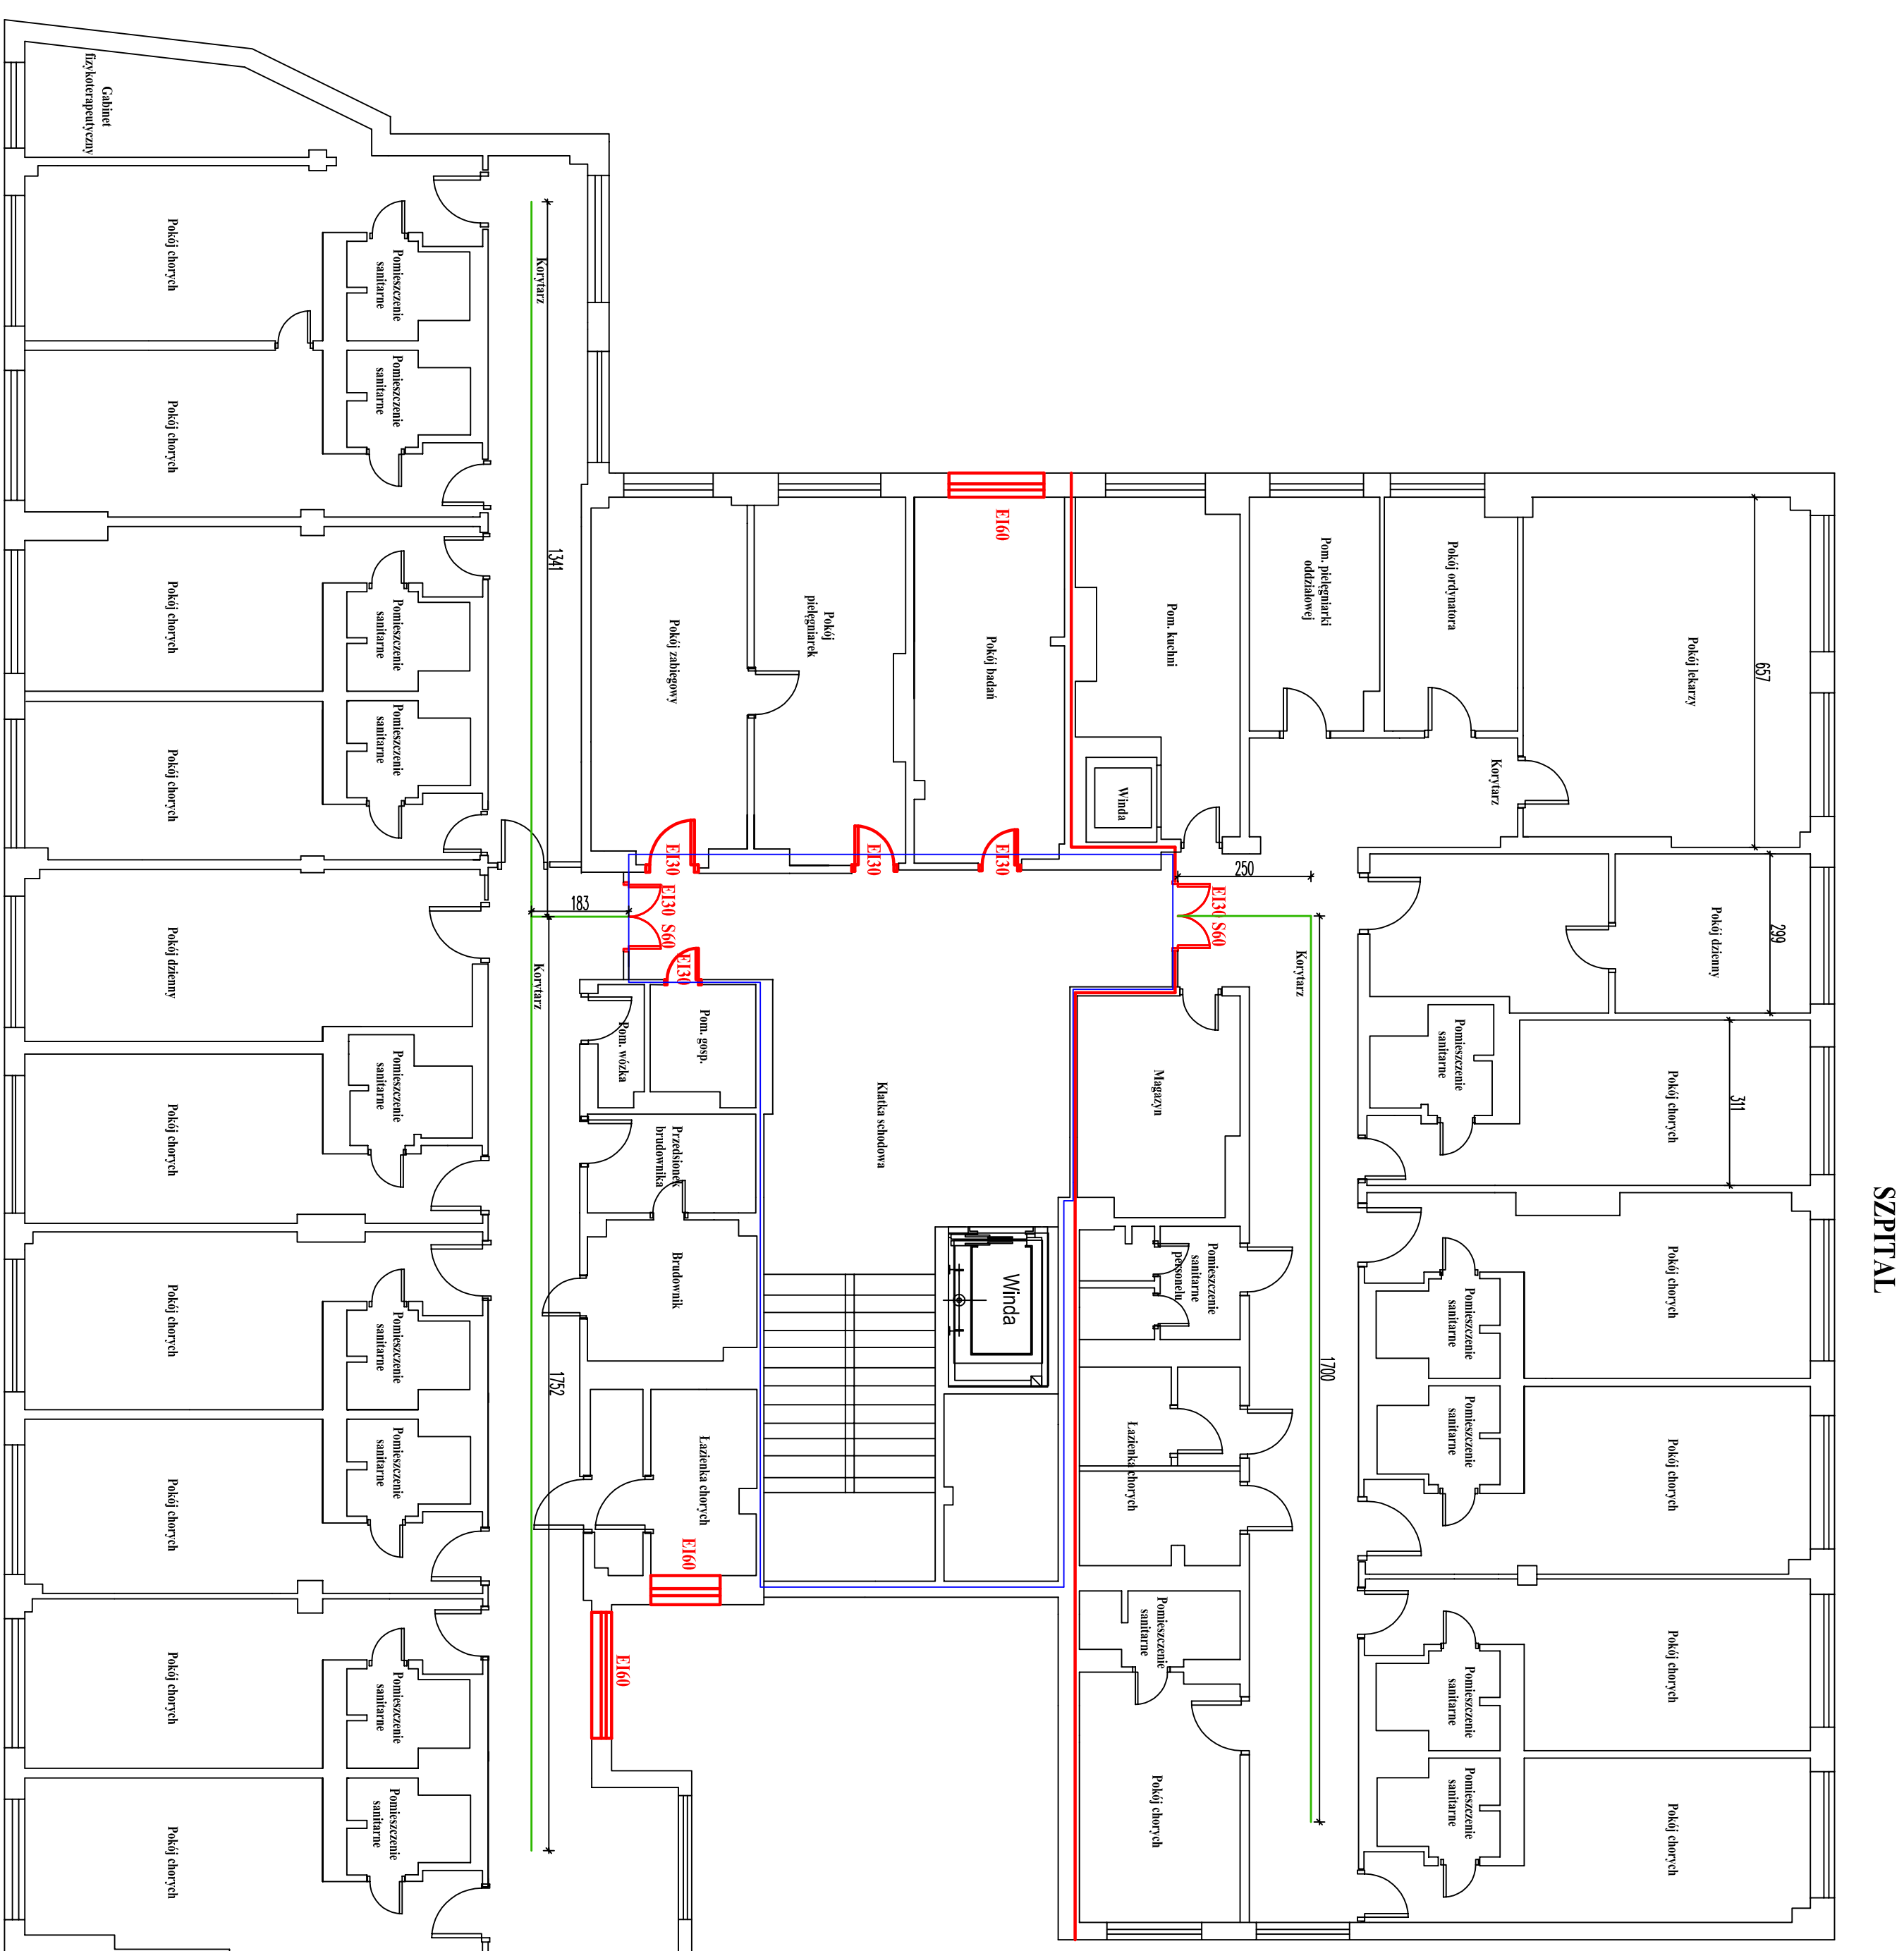 SZPITAL
657
299
311
Pokój dzienny
Pokój lekarzy
Pokój chorych
Pokój chorych
Pokój chorych
Pokój chorych
Pokój chorych
Korytarz
Pokój ordynatora
Pomieszczenie
sanitarne
Pomieszczenie
sanitarne
Pomieszczenie
sanitarne
Pomieszczenie
sanitarne
Pomieszczenie
sanitarne
Pom. pielęgniarki
oddziałowej
1700
Korytarz
250
EI30 S60
Pomieszczenie
sanitarne
personelu
Pom. kuchni
Magazyn
Pomieszczenie
sanitarne
Pokój chorych
Łazienka chorych
Winda
Winda
EI60
EI30
Pokój badań
Klatka schodowa
EI30
Pokój
pielęgniarek
Pom. gosp.
Łazienka chorych
EI60
EI30
Pokój zabiegowy
EI30
EI30 S60
Przedsionek
brudownika
Brudownik
Pom. wózka
EI60
183
1341
1752
Korytarz
Korytarz
Pomieszczenie
sanitarne
Pomieszczenie
sanitarne
Pomieszczenie
sanitarne
Pomieszczenie
sanitarne
Pomieszczenie
sanitarne
Pomieszczenie
sanitarne
Pomieszczenie
sanitarne
Pomieszczenie
sanitarne
Pomieszczenie
sanitarne
Pokój chorych
Pokój chorych
Pokój chorych
Pokój chorych
Pokój dzienny
Pokój chorych
Pokój chorych
Pokój chorych
Pokój chorych
Pokój chorych
Gabinet
fizykoterapeutyczny